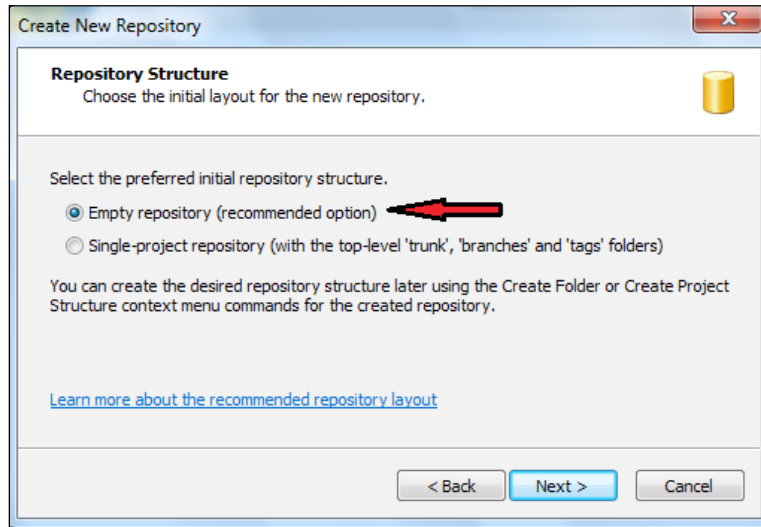 Create New Repository
Repository Structure
Choose the initial layout for the new repository.
Select the preferred initial repository structure.
Empty repository (recommended option)
Single-project repository (with the top-level 'trunk', 'branches' and 'tags' folders)
You can create the desired repository structure later using the Create Folder or Create Project
Structure context menu commands for the created repository.
Learn more about the recommended repository layout
< Back
Next >
Cancel